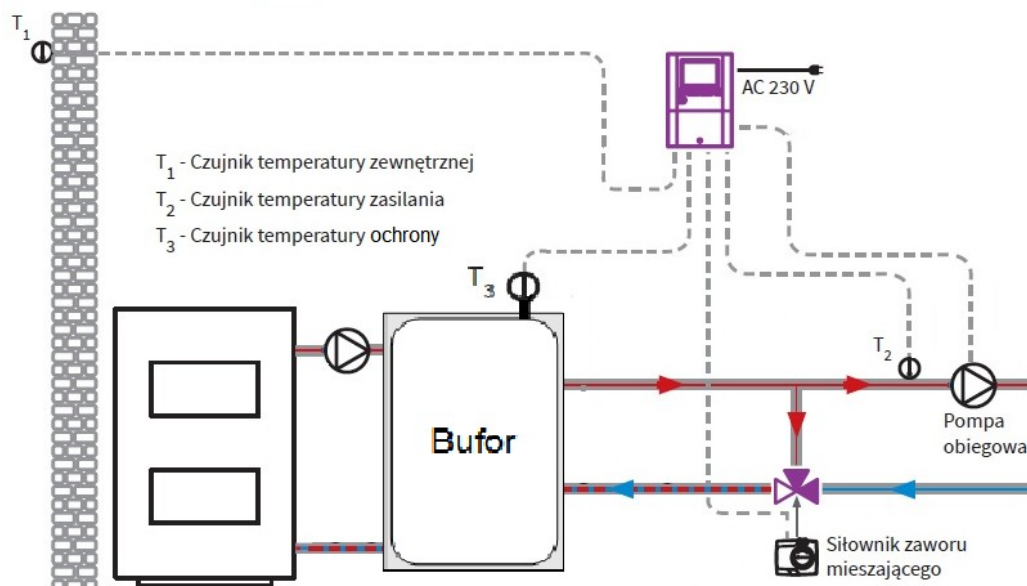 T1
AC 230 V
T1 - Czujnik temperatury zewnętrznej
T2 - Czujnik temperatury zasilania
T3 - Czujnik temperatury ochrony
T3
T2
Bufor
Pompa
obiegowa
Siłownik zaworu
mieszającego